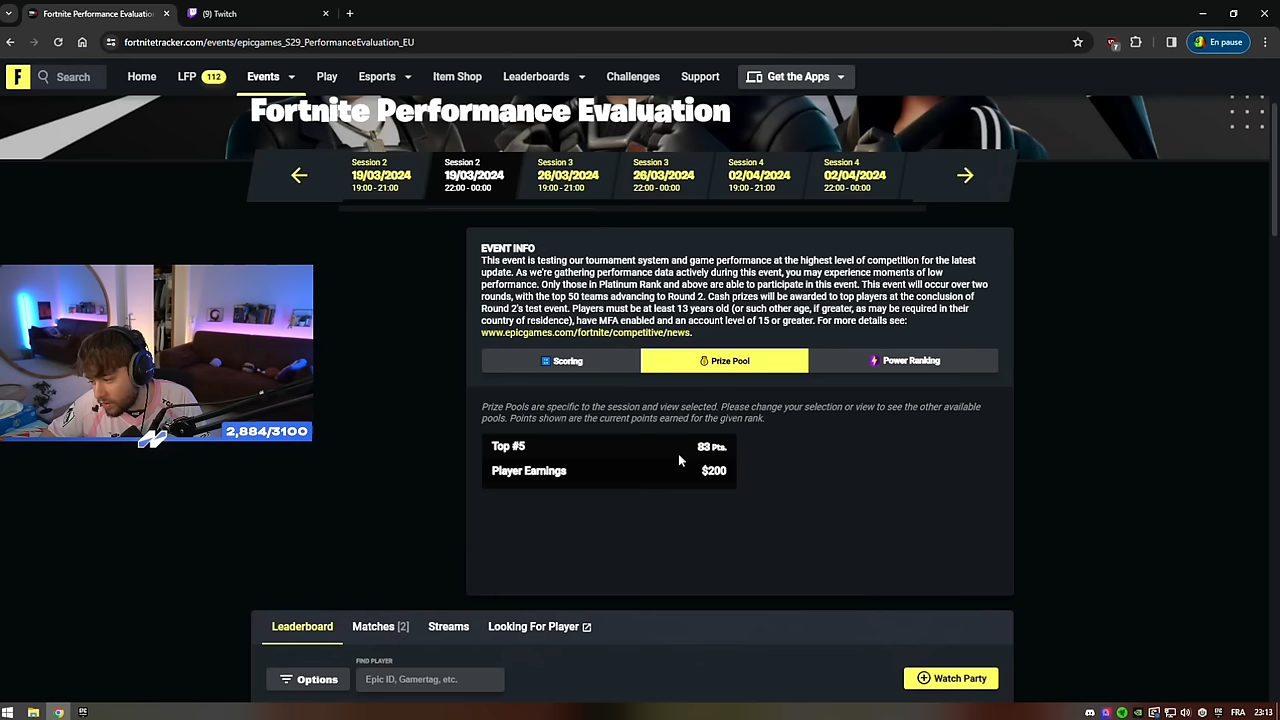 Fortnite Performance Evaluatio
(9) Twitch
fortnitetracker.com/events/epicgames_S29_PerformanceEvaluation_EU
7
En pause
F
Search
Home
LFP 112
Events
Play
Esports
Item Shop
Leaderboards
Challenges
Support
Get the Apps
Fortnite Performance Evaluation
Session 2
19/03/2024
19:00 - 21:00
Session 2
19/03/2024
22:00 - 00:00
Session 3
26/03/2024
19:00 - 21:00
Session 3
26/03/2024
22:00 - 00:00
Session 4
02/04/2024
19:00 - 21:00
Session 4
02/04/2024
22:00 - 00:00
EVENT INFO
This event is testing our tournament system and game performance at the highest level of competition for the latest
update. As we're gathering performance data actively during this event, you may experience moments of low
performance. Only those in Platinum Rank and above are able to participate in this event. This event will occur over two
rounds, with the top 50 teams advancing to Round 2. Cash prizes will be awarded to top players at the conclusion of
Round 2's test event. Players must be at least 13 years old (or such other age, if greater, as may be required in their
country of residence), have MFA enabled and an account level of 15 or greater. For more details see:
www.epicgames.com/fortnite/competitive/news.
Scoring
Prize Pool
Power Ranking
Prize Pools are specific to the session and view selected. Please change your selection or view to see the other available
pools. Points shown are the current points earned for the given rank.
Top #5 83 Pts.
Player Earnings $200
2,884/3100
Leaderboard
Matches [2]
Streams
Looking For Player
FIND PLAYER
Options
Epic ID, Gamertag, etc.
Watch Party
FRA
23:13